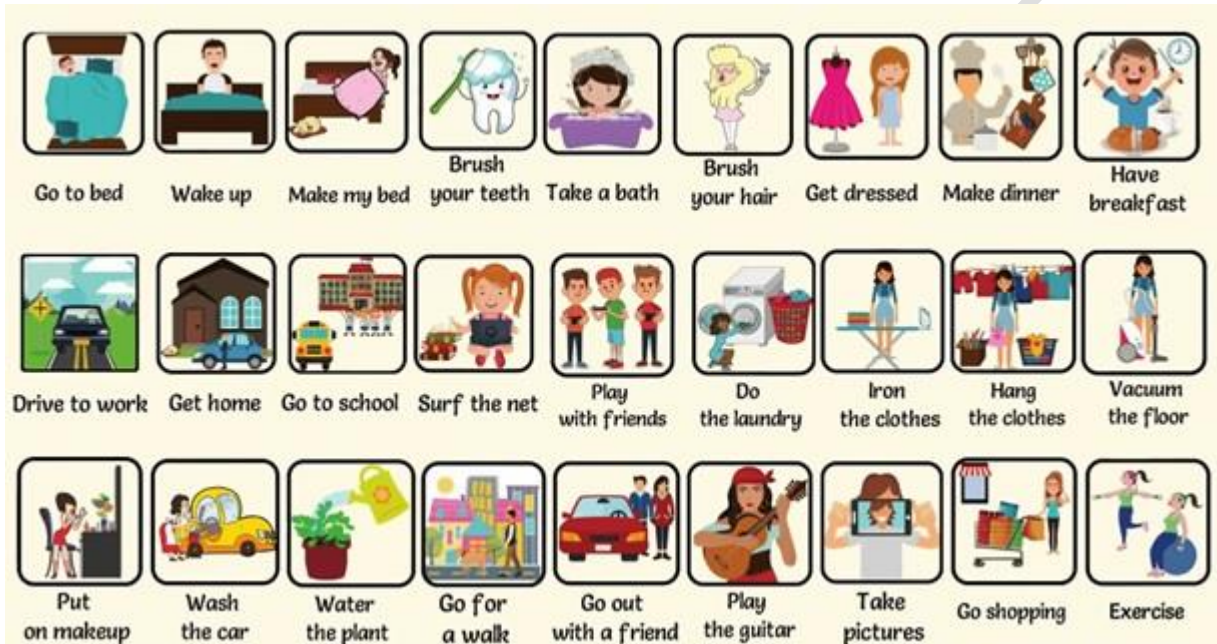 Go to bed
Wake up
Make my bed
Brush
your teeth
Take a bath
Brush
your hair
Get dressed
Make dinner
Have
breakfast
Drive to work
Get home
Go to school
Surf the net
Play
with friends
Do
the laundry
Iron
the clothes
Hang
the clothes
Vacuum
the floor
Put
on makeup
Wash
the car
Water
the plant
Go for
a walk
Go out
with a friend
Play
the guitar
Take
pictures
Go shopping
Exercise